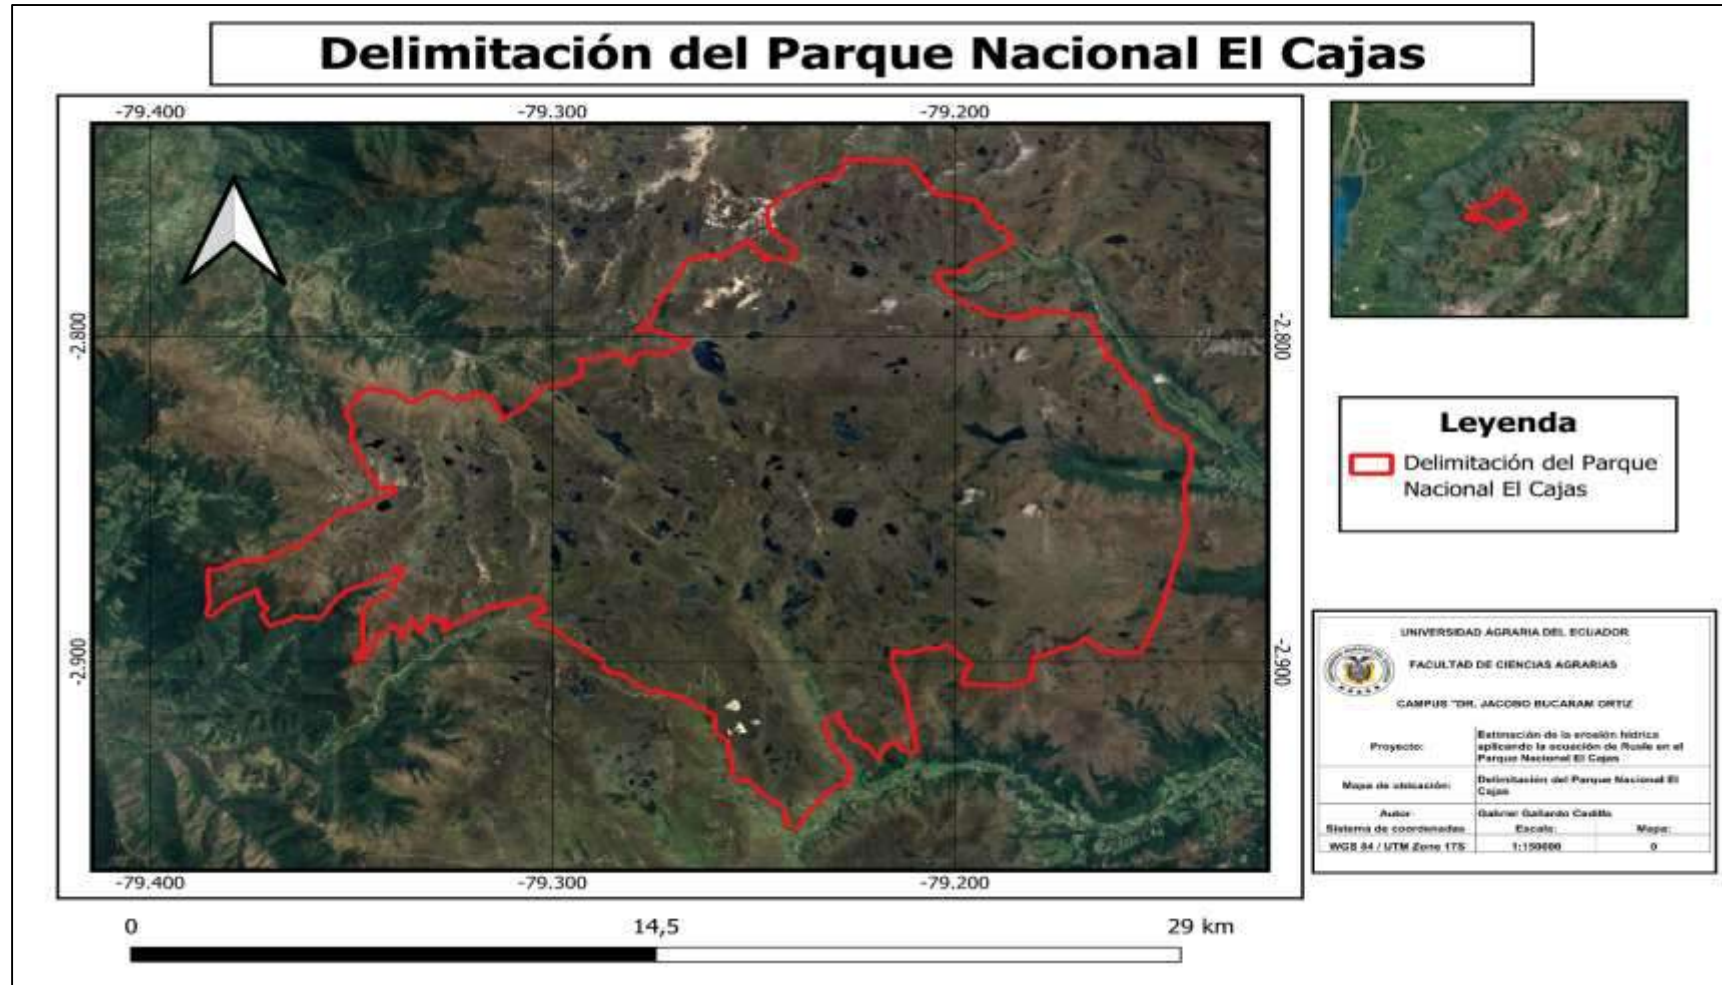 Delimitación del Parque Nacional El Cajas
-79.400 -79.300 -79.200
-2.800 -2.800
-2.900 -2.900
-79.400 -79.300 -79.200
0 14,5 29 km
Leyenda
Delimitación del Parque
Nacional El Cajas
UNIVERSIDAD AGRARIA DEL ECUADOR
FACULTAD DE CIENCIAS AGRARIAS
CAMPUS "DR. JACOBO BUCARAM ORTIZ
Proyecto:
Estimación de la erosión hídrica
aplicando la ecuación de Rusle en el
Parque Nacional El Cajas
Mapa de ubicación:
Delimitación del Parque Nacional El
Cajas
Autor
Gabriel Gallardo Cedillo
Sistema de coordenadas Escala: Mapa:
WGS 84 / UTM Zone 17S 1:150000 0